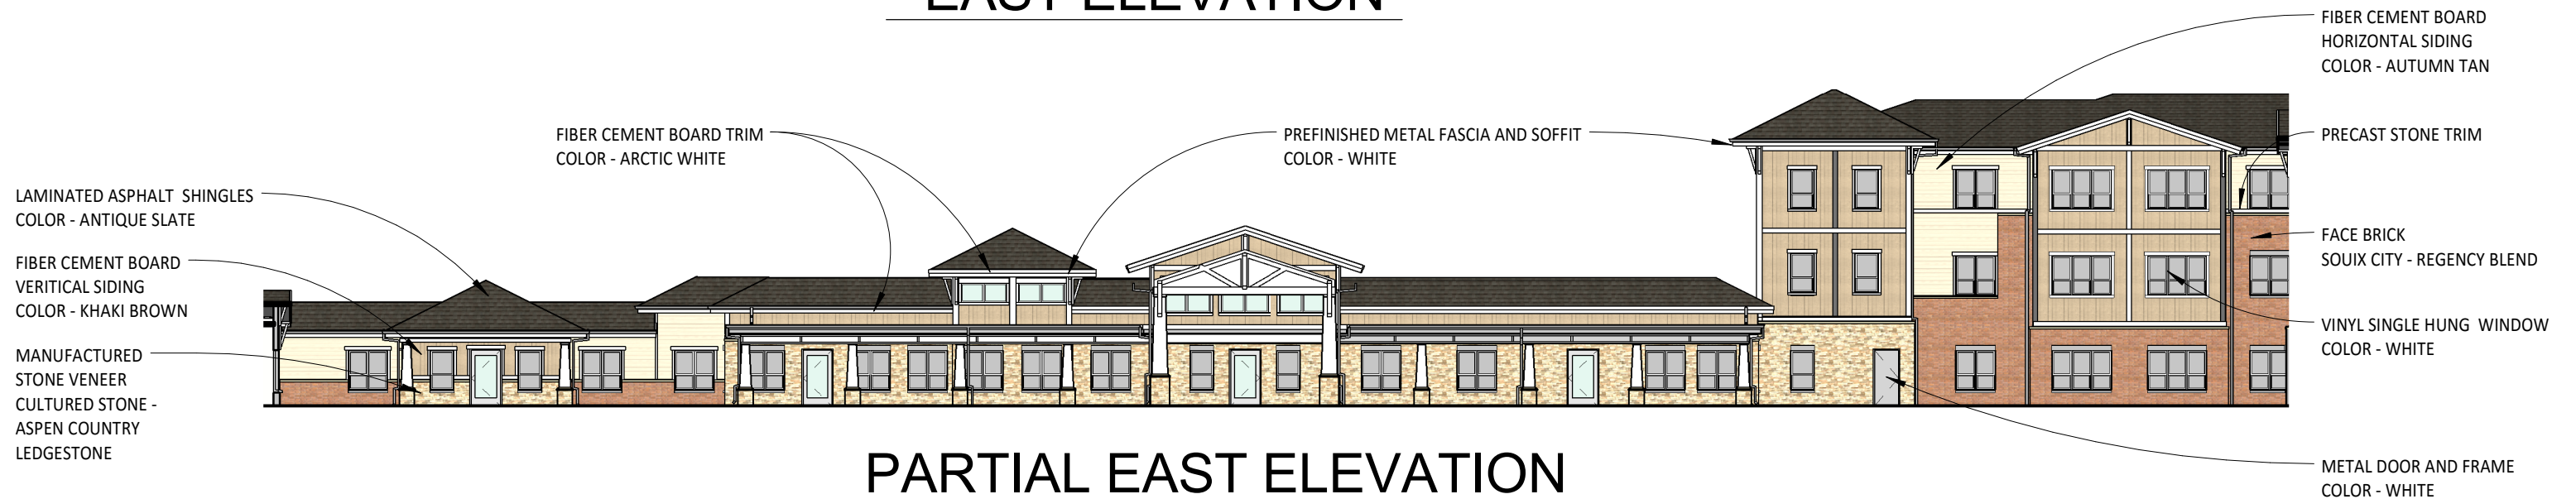 EAST ELEVATION
FIBER CEMENT BOARD
HORIZONTAL SIDING
COLOR - AUTUMN TAN
FIBER CEMENT BOARD TRIM
COLOR - ARCTIC WHITE
PREFINISHED METAL FASCIA AND SOFFIT
COLOR - WHITE
PRECAST STONE TRIM
LAMINATED ASPHALT SHINGLES
COLOR - ANTIQUE SLATE
FACE BRICK
SOUIX CITY - REGENCY BLEND
FIBER CEMENT BOARD
VERITICAL SIDING
COLOR - KHAKI BROWN
VINYL SINGLE HUNG WINDOW
COLOR - WHITE
MANUFACTURED
STONE VENEER
CULTURED STONE -
ASPEN COUNTRY
LEDGESTONE
METAL DOOR AND FRAME
COLOR - WHITE
PARTIAL EAST ELEVATION